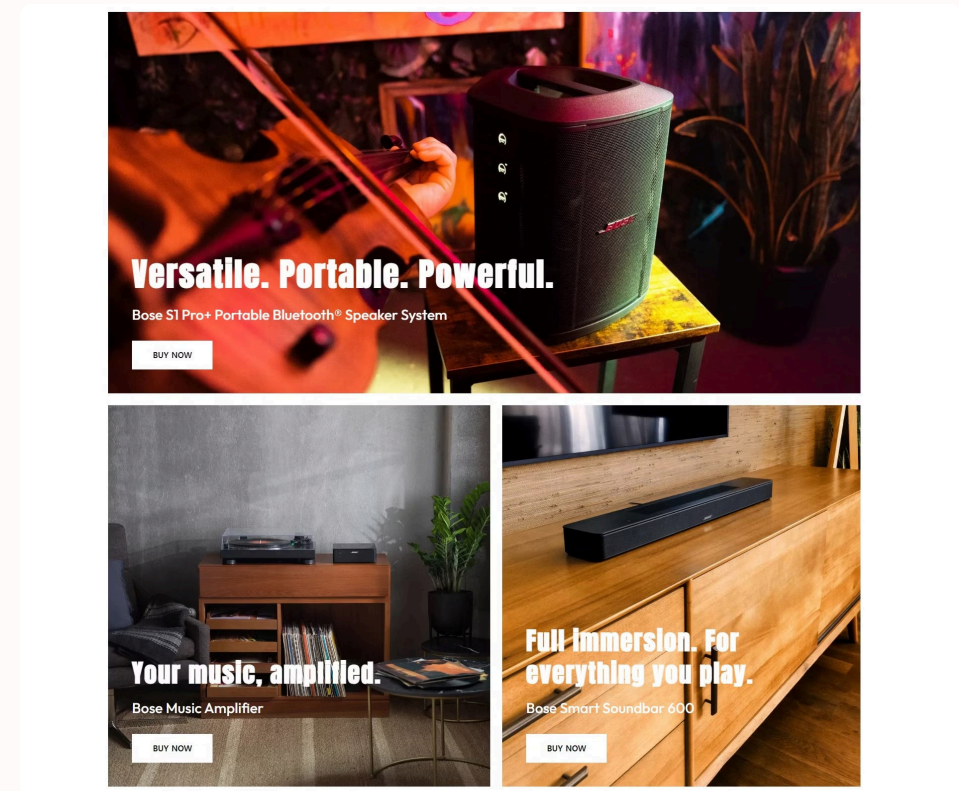 BOSE
Versatile. Portable. Powerful.
Bose S1 Pro+ Portable Bluetooth® Speaker System
BUY NOW
Your music, amplified.
Bose Music Amplifier
BUY NOW
Full immersion. For
everything you play.
Bose Smart Soundbar 600
BUY NOW